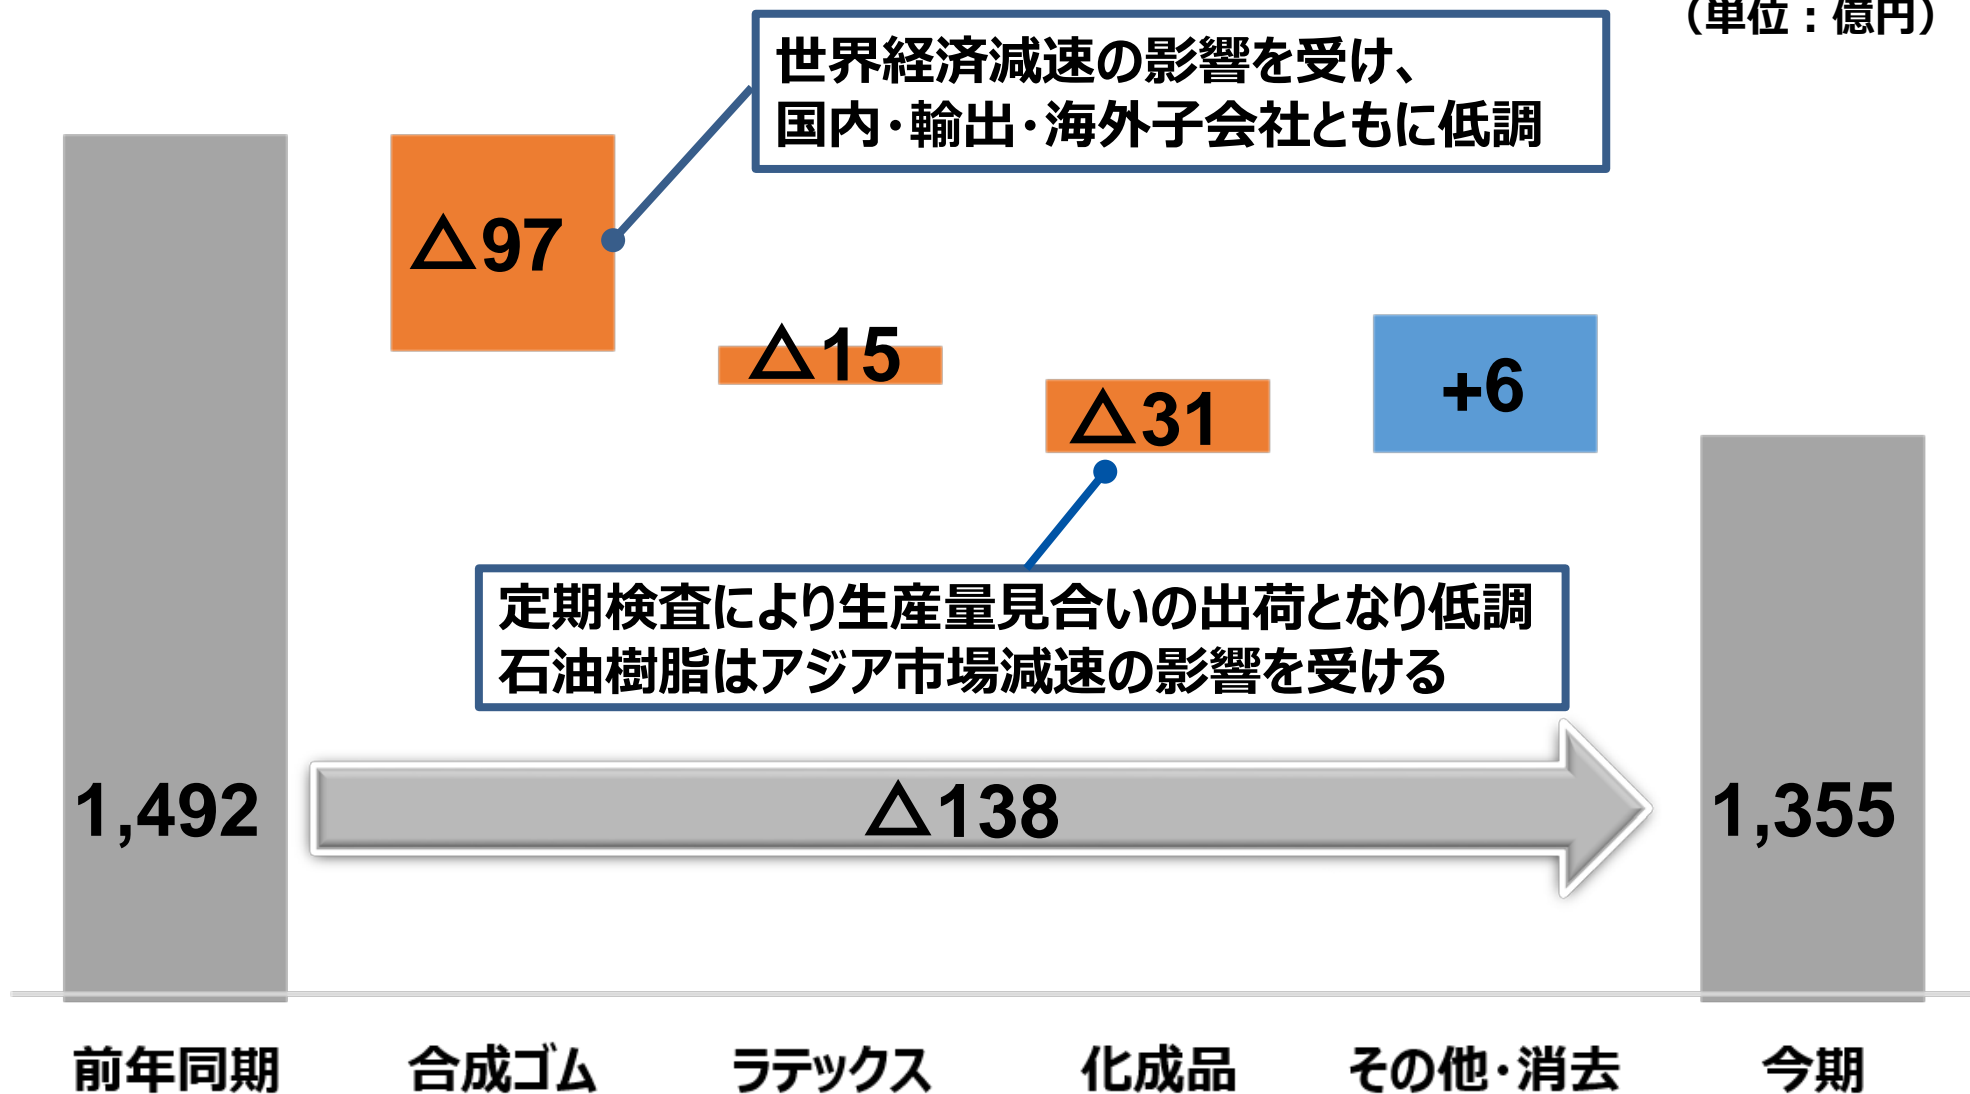 （単位：億円）
世界経済減速の影響を受け、
国内・輸出・海外子会社ともに低調
△97
△15
△31
+6
定期検査により生産量見合いの出荷となり低調
石油樹脂はアジア市場減速の影響を受ける
1,492
△138
1,355
前年同期
合成ゴム
ラテックス
化成品
その他・消去
今期